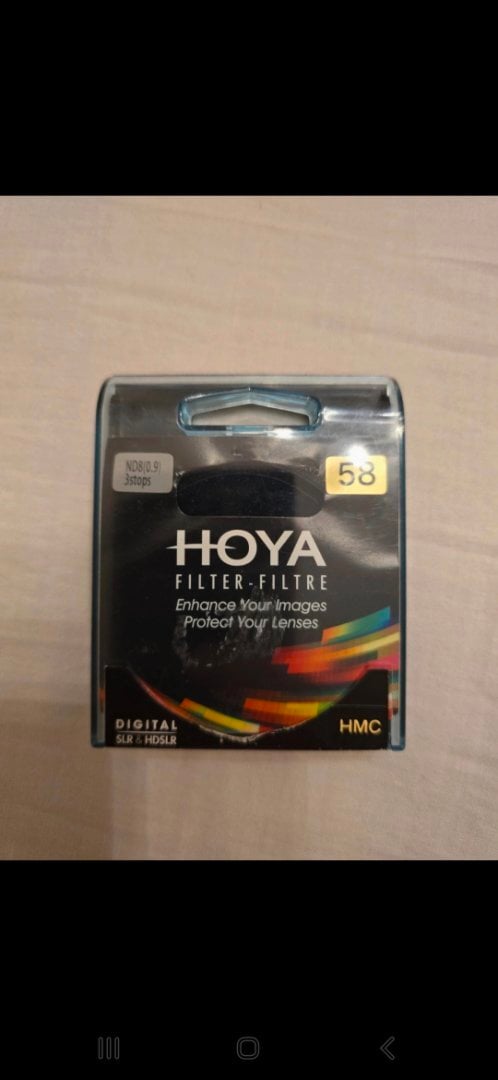 ND8(0.9)
3stops
58
HOYA
FILTER-FILTRE
Enhance Your Images
Protect Your Lenses
DIGITAL
SLR & HDSLR
HMC